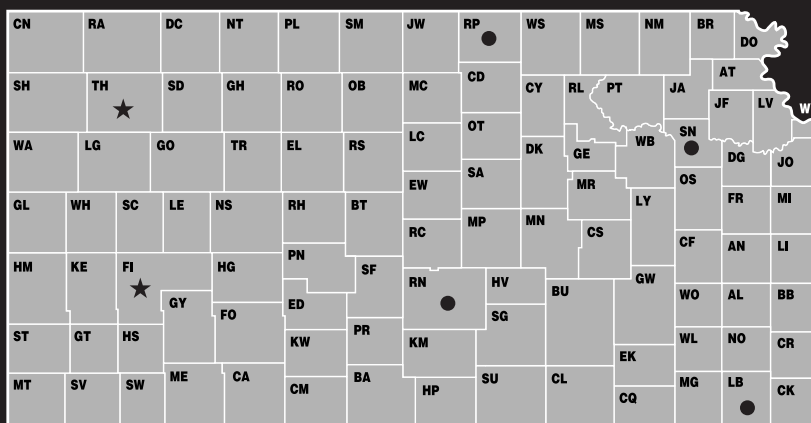 CN RA DC NT PL SM JW RP WS MS NM BR DO
SH TH SD GH RO OB MC CD CY RL PT JA AT
JF LV W
WA LG GO TR EL RS LC OT DK GE WB SN DG JO
EW SA MR OS
GL WH SC LE NS RH BT RC MP MN CS LY FR MI
HM KE FI HG PN SF RN HV BU GW CF AN LI
GY ED SG WO AL BB
ST GT HS FO KW PR KM EK WL NO CR
MT SV SW ME CA CM BA HP SU CL CQ MG LB CK